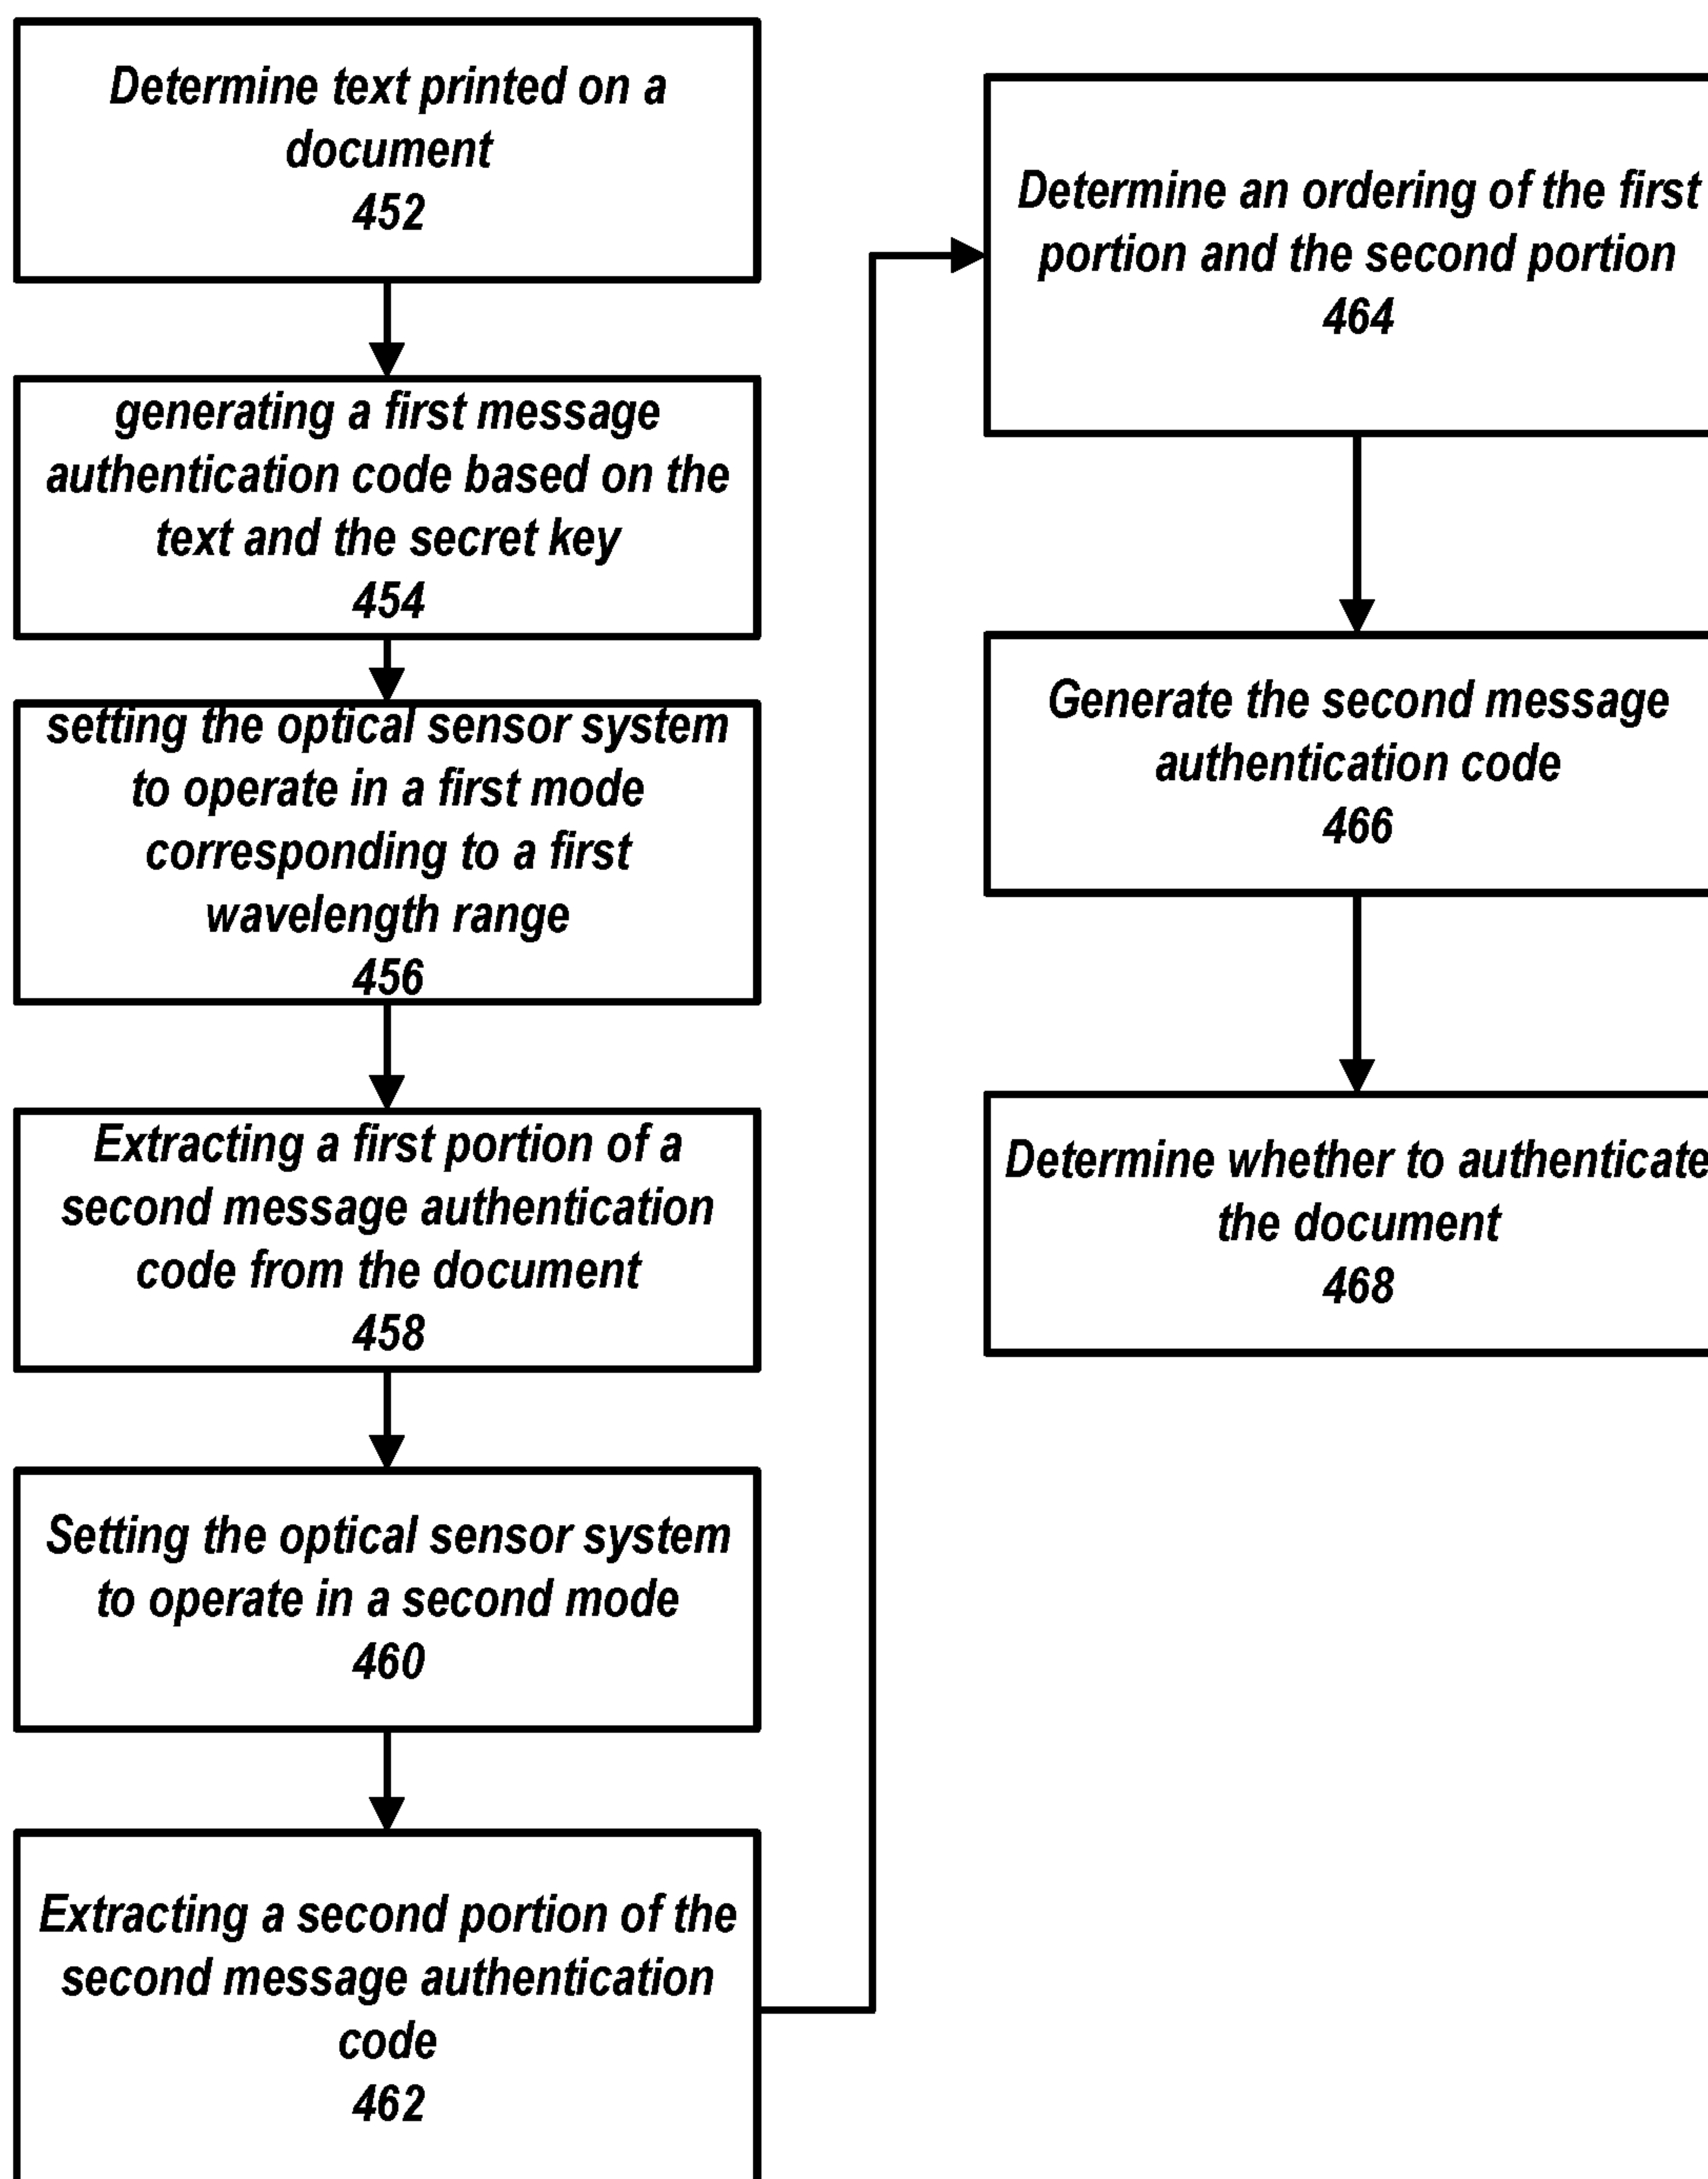 Determine text printed on a
document
452
generating a first message
authentication code based on the
text and the secret key
454
setting the optical sensor system
to operate in a first mode
corresponding to a first
wavelength range
456
Extracting a first portion of a
second message authentication
code from the document
458
Setting the optical sensor system
to operate in a second mode
460
Extracting a second portion of the
second message authentication
code
462
Determine an ordering of the first
portion and the second portion
464
Generate the second message
authentication code
466
Determine whether to authenticate
the document
468